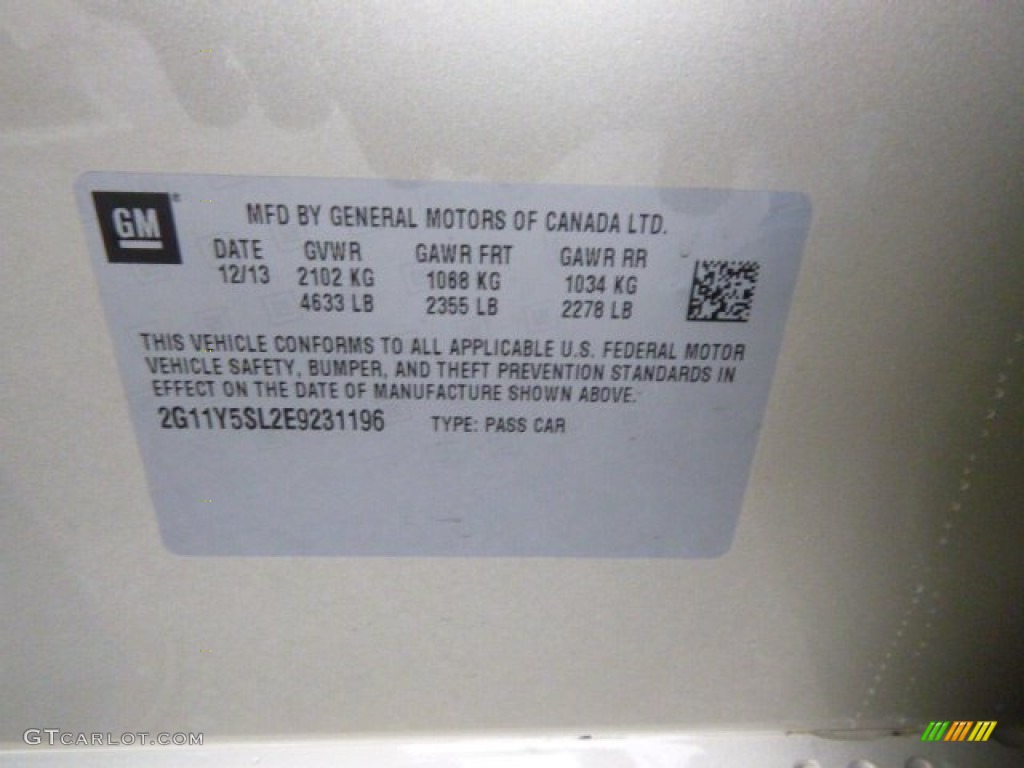 GM
MFD BY GENERAL MOTORS OF CANADA LTD.
DATE GVWR GAWR FRT GAWR RR
12/13 2102 KG 1068 KG 1034 KG
4633 LB 2355 LB 2278 LB
THIS VEHICLE CONFORMS TO ALL APPLICABLE U.S. FEDERAL MOTOR
VEHICLE SAFETY, BUMPER, AND THEFT PREVENTION STANDARDS IN
EFFECT ON THE DATE OF MANUFACTURE SHOWN ABOVE.
2G11Y5SL2E9231196 TYPE: PASS CAR
GTCARLOT.COM